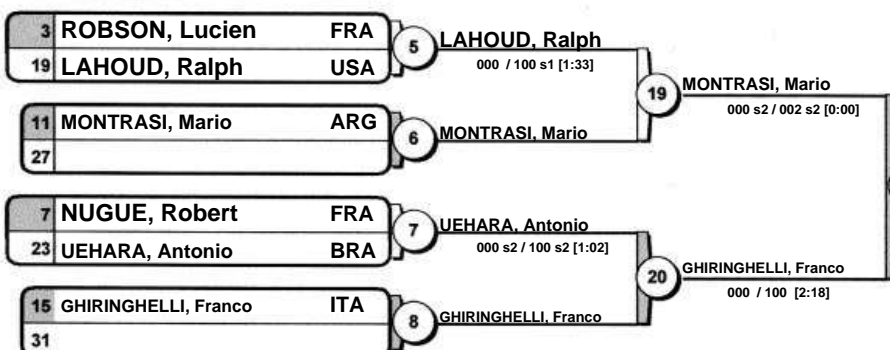 3 ROBSON, Lucien FRA
19 LAHOUD, Ralph USA
5
LAHOUD, Ralph
000 / 100 s1 [1:33]
11 MONTRASI, Mario ARG
27
6
MONTRASI, Mario
19
MONTRASI, Mario
000 s2 / 002 s2 [0:00]
7 NUGUE, Robert FRA
23 UEHARA, Antonio BRA
7
UEHARA, Antonio
000 s2 / 100 s2 [1:02]
15 GHIRINGHELLI, Franco ITA
31
8
GHIRINGHELLI, Franco
20
GHIRINGHELLI, Franco
000 / 100 [2:18]